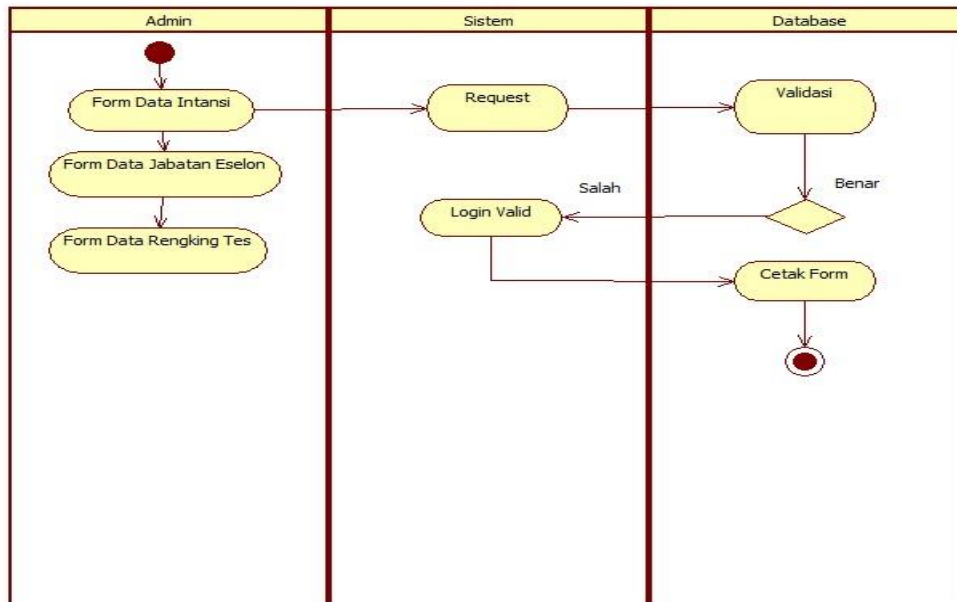 Admin
Sistem
Database
Form Data Intansi
Request
Validasi
Form Data Jabatan Eselon
Salah
Benar
Login Valid
Form Data Rengking Tes
Cetak Form